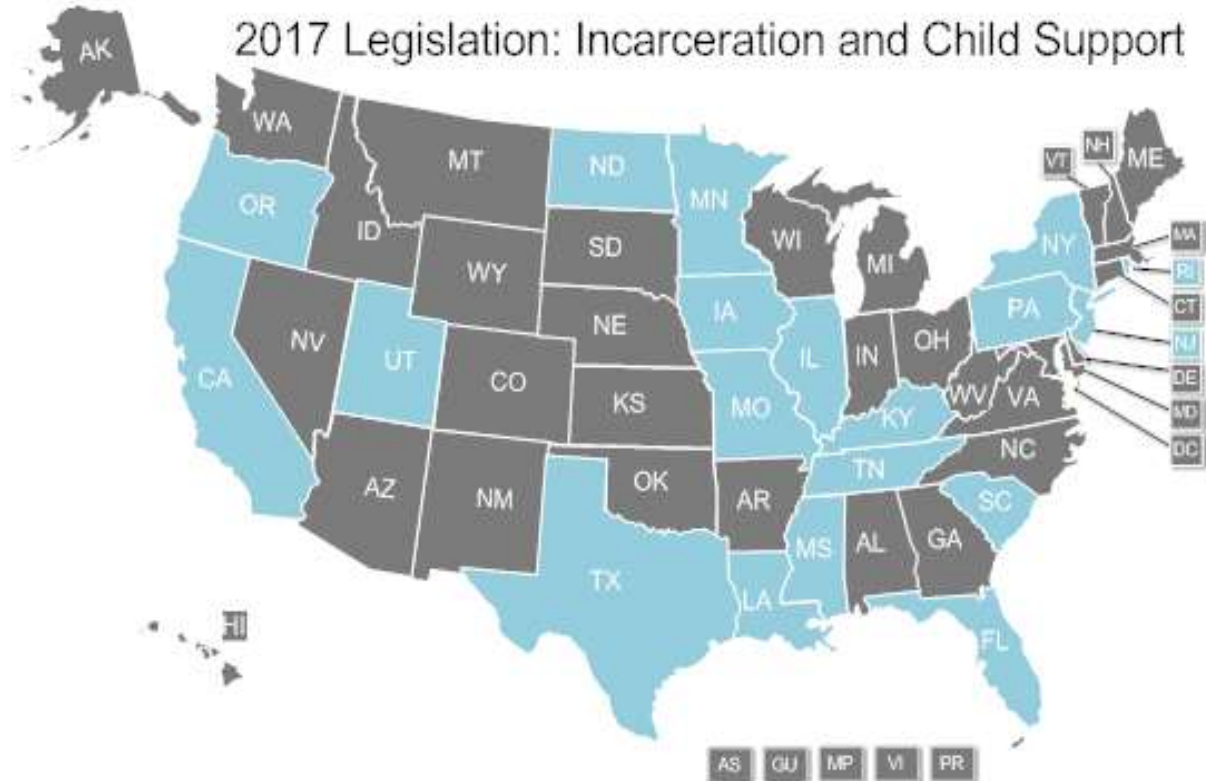 2017 Legislation: Incarceration and Child Support
AK
WA
MT
ND
MN
VT
NH
ME
OR
ID
SD
WI
MI
NY
MA
RI
WY
CT
NE
IA
PA
NJ
NV
UT
CO
IL
IN
OH
DE
CA
KS
MO
WV
VA
MD
KY
DC
AZ
NM
OK
AR
TN
NC
SC
MS
AL
GA
TX
LA
HI
FL
AS
GU
MP
VI
PR